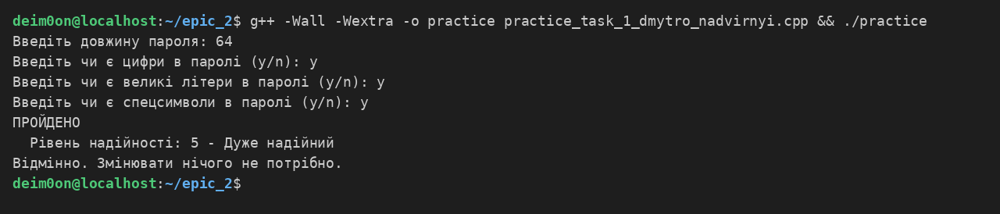 deim0on@localhost:~/epic_2$ g++ -Wall -Wextra -o practice practice_task_1_dmytro_nadvirnyi.cpp && ./practice
Введіть довжину пароля: 64
Введіть чи є цифри в паролі (y/n): y
Введіть чи є великі літери в паролі (y/n): y
Введіть чи є спецсимволи в паролі (y/n): y
ПРОЙДЕНО
  Рівень надійності: 5 - Дуже надійний
Відмінно. Змінювати нічого не потрібно.
deim0on@localhost:~/epic_2$